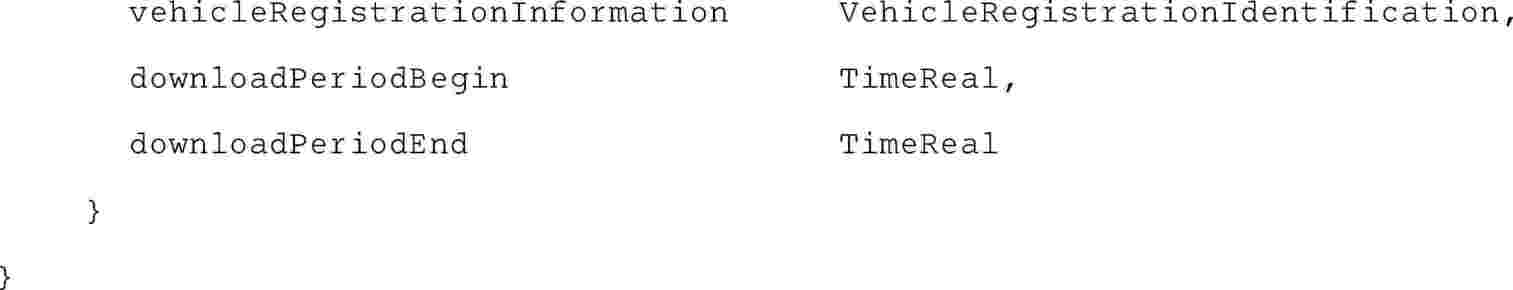 vehicleRegistrationInformation VehicleRegistrationIdentification,
downloadPeriodBegin TimeReal,
downloadPeriodEnd TimeReal
}
}